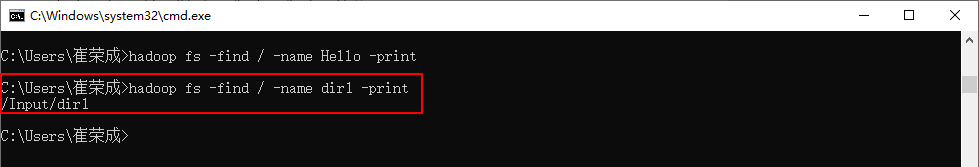 C:\Windows\system32\cmd.exe
C:\Users\崔荣成>hadoop fs -find / -name Hello -print
C:\Users\崔荣成>hadoop fs -find / -name dir1 -print
/Input/dir1
C:\Users\崔荣成>